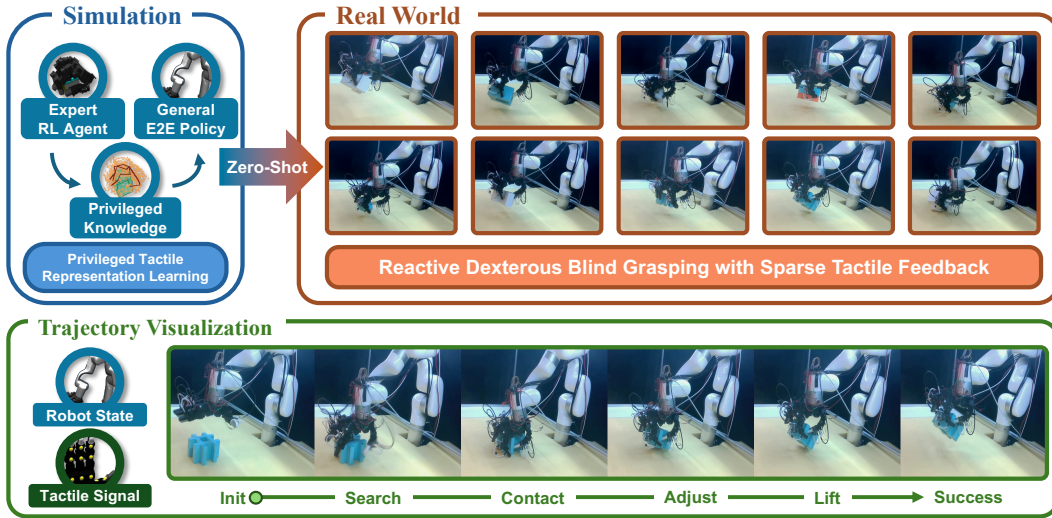 Simulation
Expert
RL Agent
General
E2E Policy
Privileged
Knowledge
Privileged Tactile
Representation Learning
Zero-Shot
Real World
Reactive Dexterous Blind Grasping with Sparse Tactile Feedback
Trajectory Visualization
Robot State
Tactile Signal
Init
Search
Contact
Adjust
Lift
Success